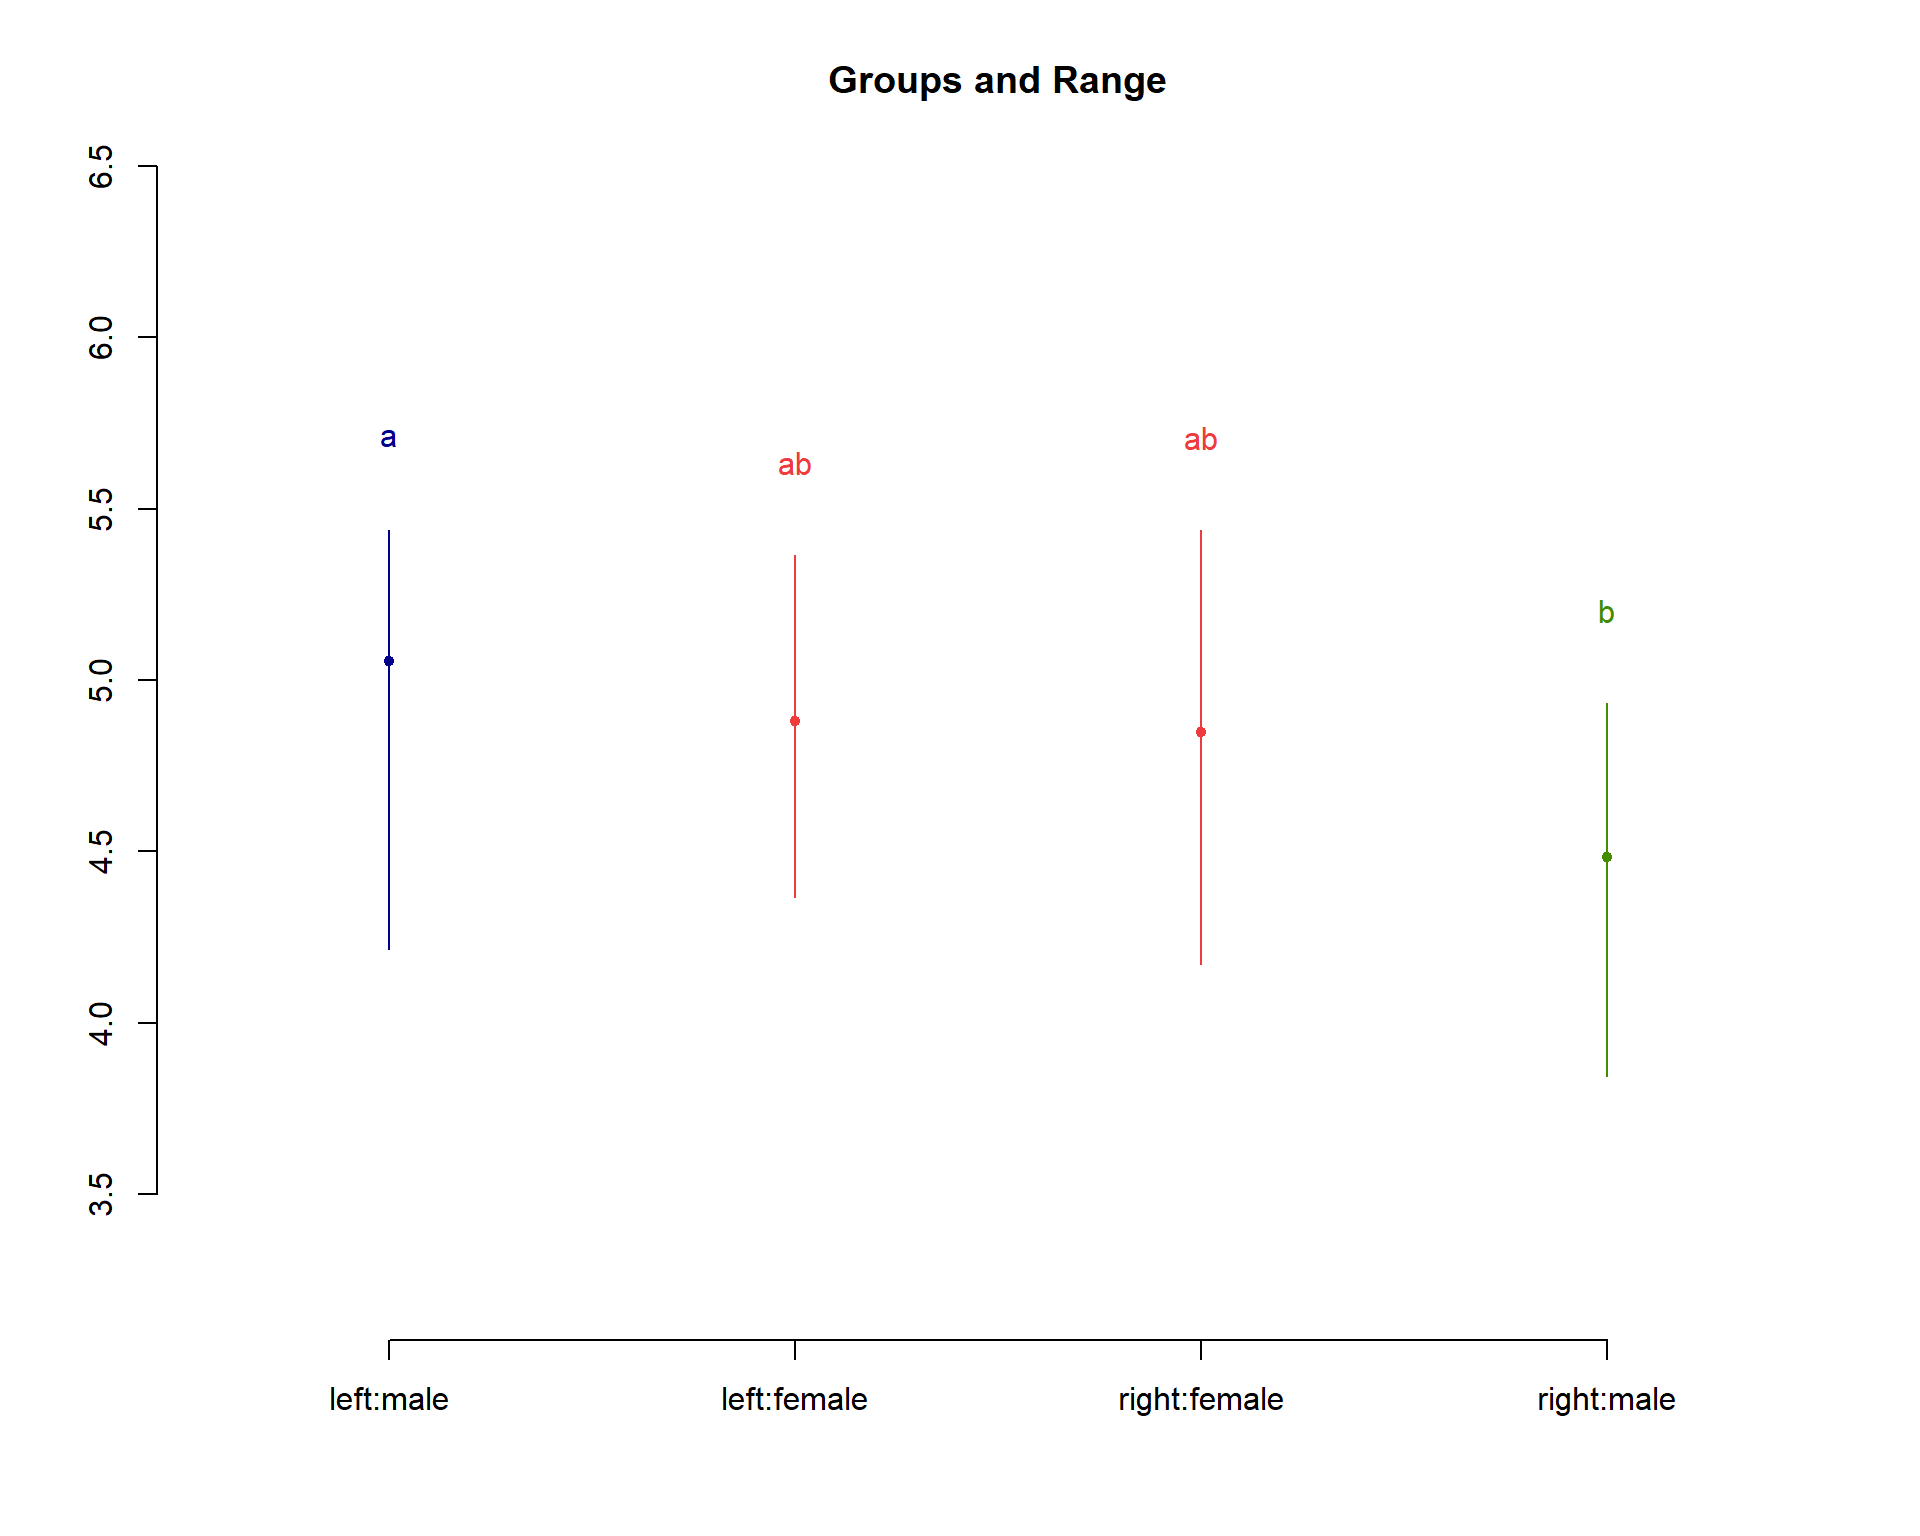 Groups and Range
6.5
6.0
5.5
5.0
4.5
4.0
3.5
a
ab
ab
b
left:male
left:female
right:female
right:male